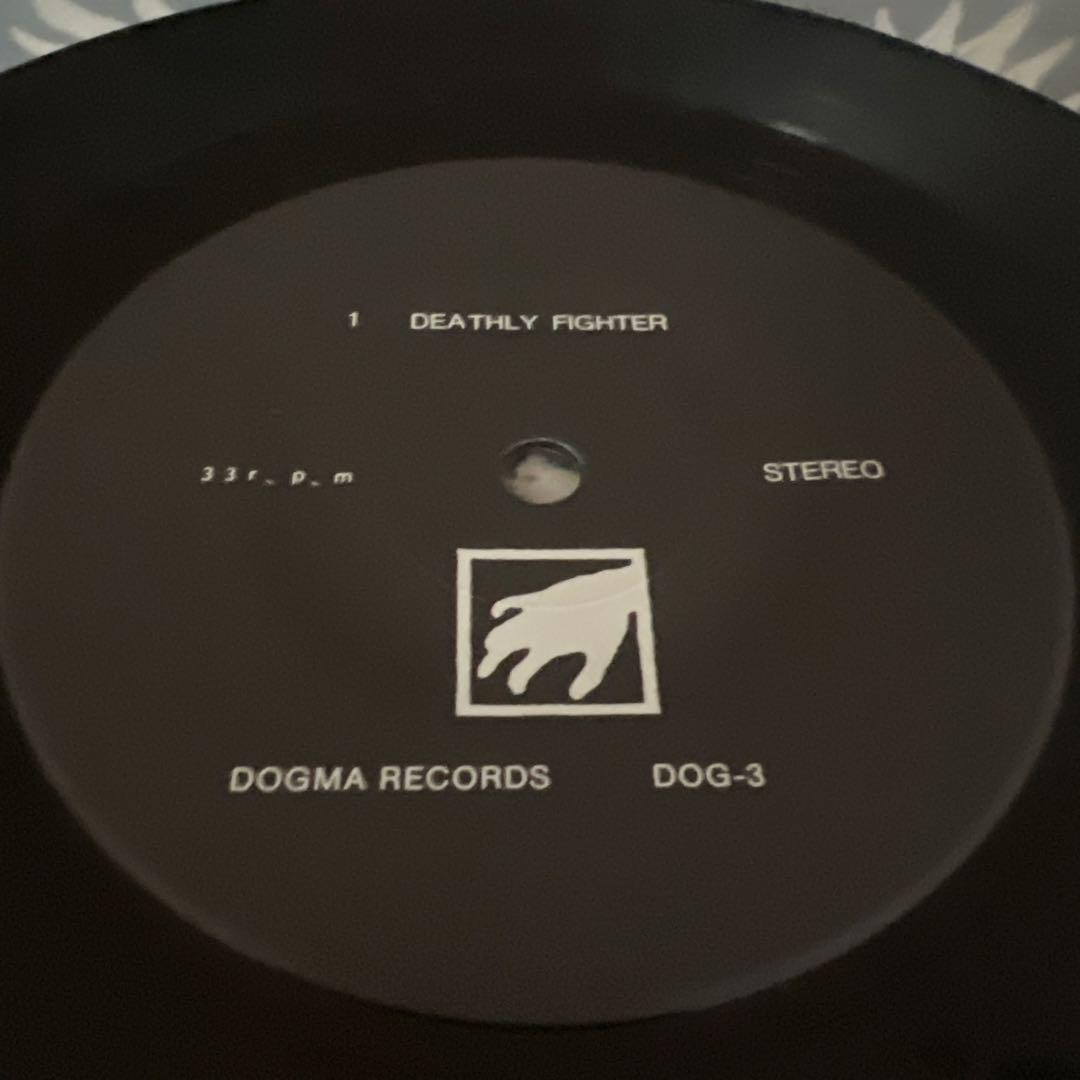 1 DEATHLY FIGHTER
33r.p.m STEREO
DOGMA RECORDS DOG-3